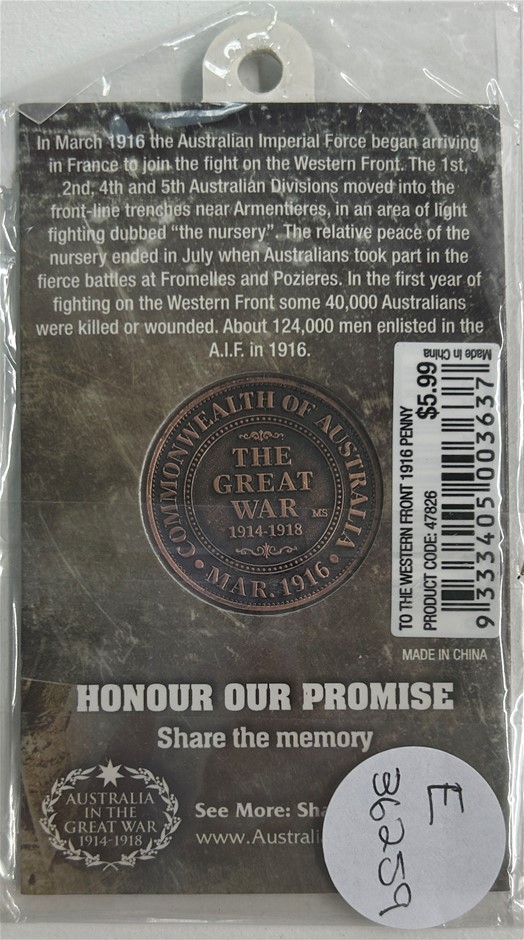 In March 1916 the Australian Imperial Force began arriving
in France to join the fight on the Western Front. The 1st,
2nd, 4th and 5th Australian Divisions moved into the
front-line trenches near Armentieres, in an area of light
fighting dubbed “the nursery”. The relative peace of the
nursery ended in July when Australians took part in the
fierce battles at Fromelles and Pozieres. In the first year of
fighting on the Western Front some 40,000 Australians
were killed or wounded. About 124,000 men enlisted in the
A.I.F. in 1916.
COMMONWEALTH OF AUSTRALIA
THE
GREAT
WAR
MS
1914-1918
• MAR. 1916 •
TO THE WESTERN FRONT 1916 PENNY
PRODUCT CODE: 47826
$5.99
Made In China
9 333405 003637
MADE IN CHINA
HONOUR OUR PROMISE
Share the memory
AUSTRALIA
IN THE
GREAT WAR
1914-1918
See More: Sha
www.Australi
E
36259